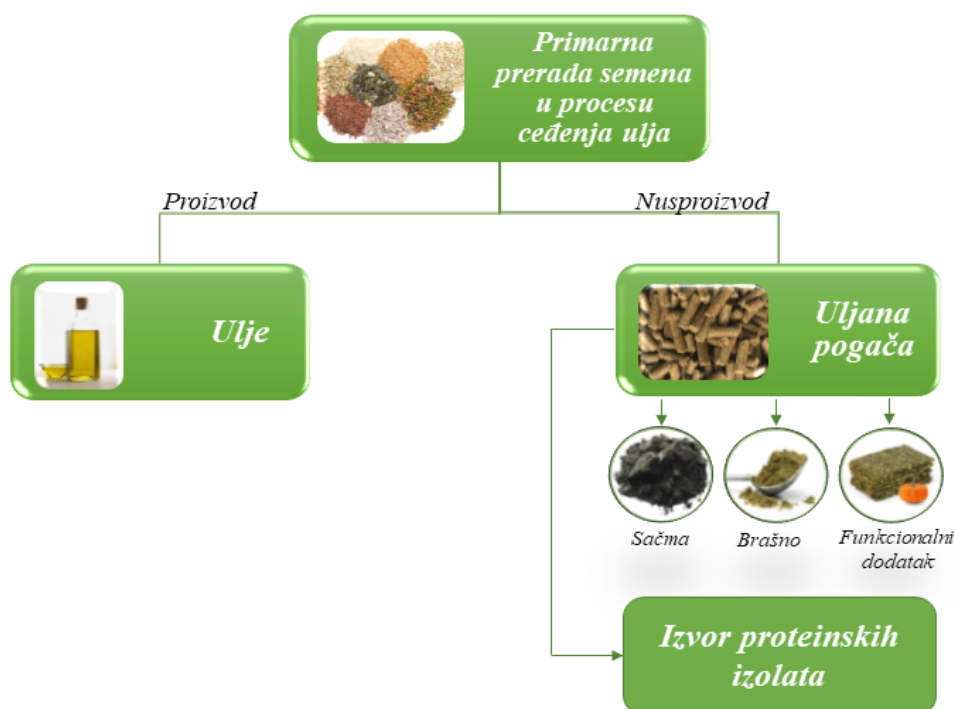 Primarna
prerada semena
u procesu
ceđenja ulja
Proizvod
Nusproizvod
Ulje
Uljana
pogača
Sačma
Brašno
Funkcionalni
dodatak
Izvor proteinskih
izolata